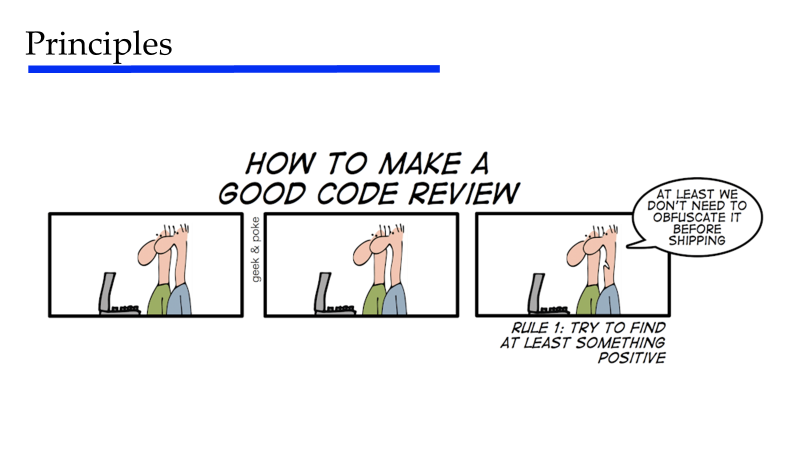 Principles
HOW TO MAKE A
GOOD CODE REVIEW
geek & poke
AT LEAST WE
DON'T NEED TO
OBFUSCATE IT
BEFORE
SHIPPING
RULE 1: TRY TO FIND
AT LEAST SOMETHING
POSITIVE